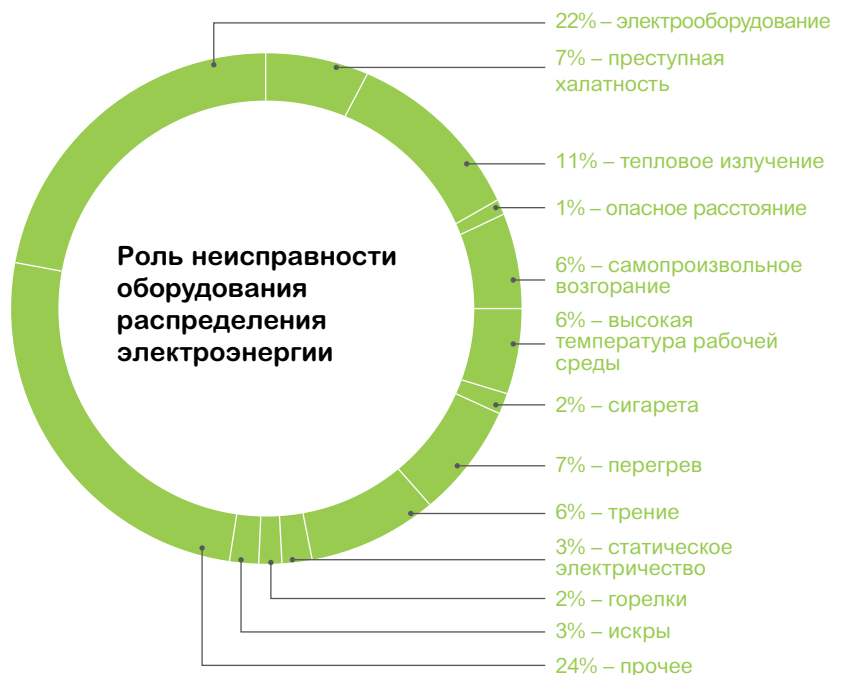 22% – электрооборудование
7% – преступная
халатность
11% – тепловое излучение
1% – опасное расстояние
6% – самопроизвольное
возгорание
6% – высокая
температура рабочей
среды
2% – сигарета
7% – перегрев
6% – трение
3% – статическое
электричество
2% – горелки
3% – искры
24% – прочее
Роль неисправности
оборудования
распределения
электроэнергии